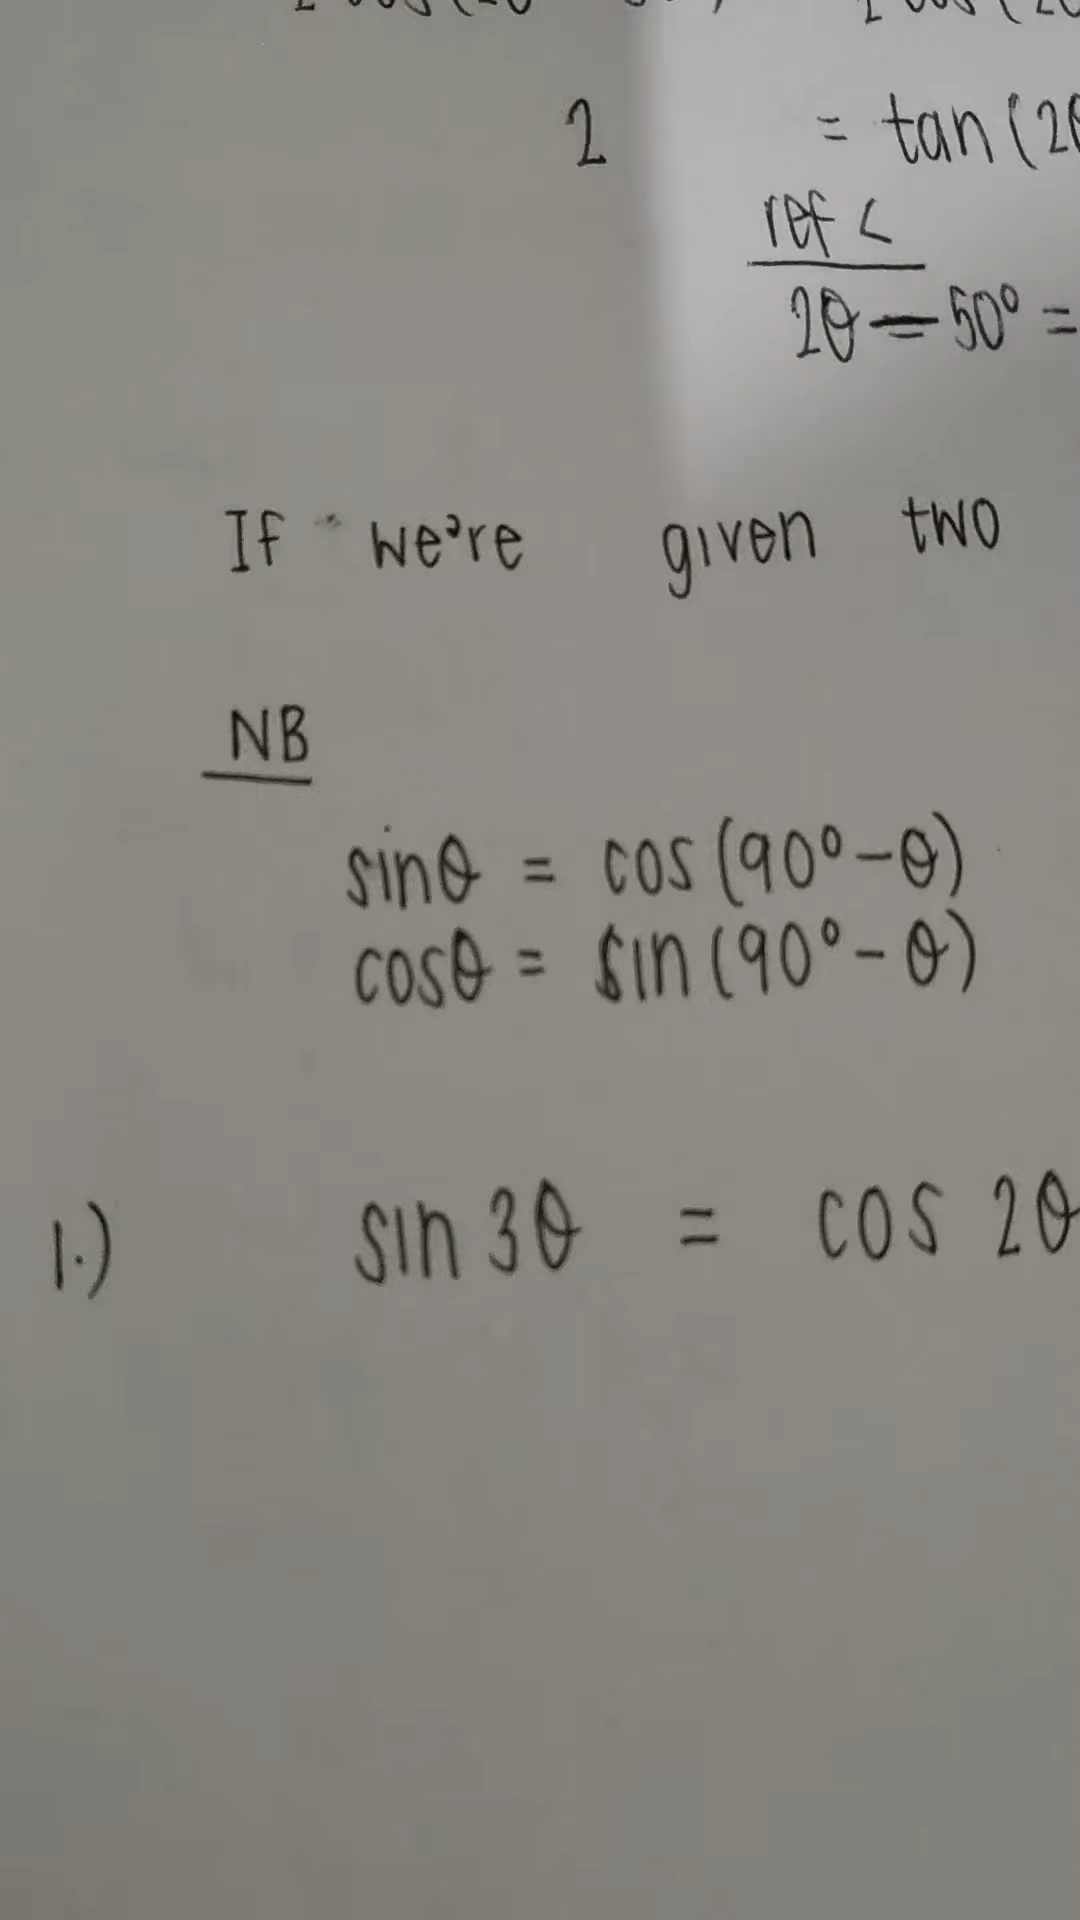 2 = tan (2θ
ref <
2θ – 50° =
If we're given two
NB
sinθ = cos (90° – θ)
cosθ = sin (90° – θ)
1.) sin 3θ = cos 2θ